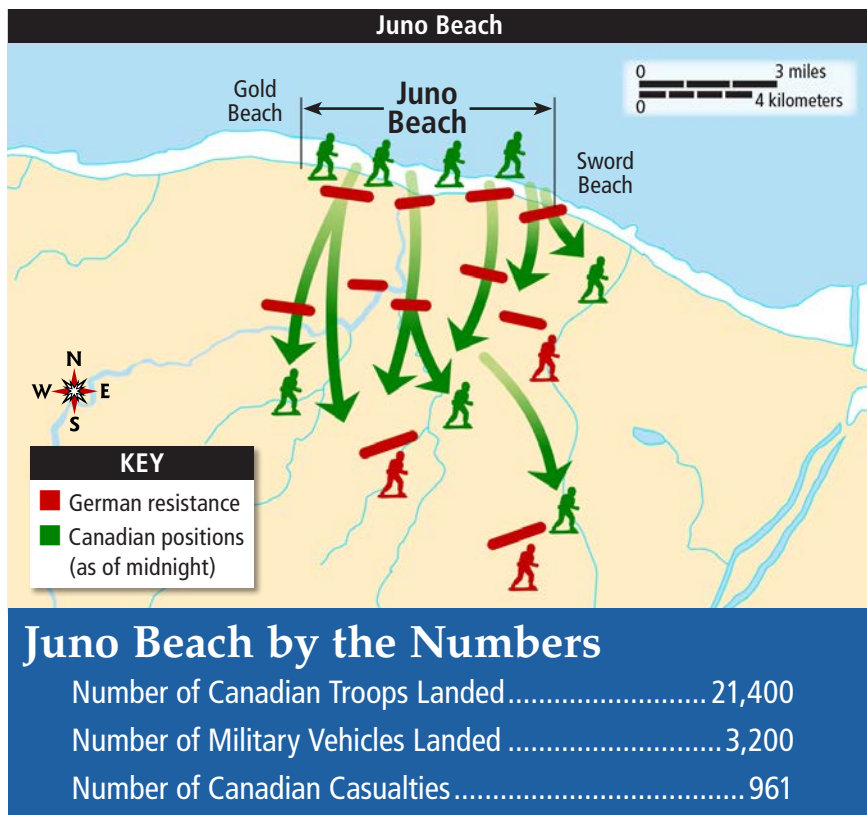 Juno Beach
Gold
Beach
Juno
Beach
Sword
Beach
0 3 miles
0 4 kilometers
N
W E
S
KEY
German resistance
Canadian positions
(as of midnight)
Juno Beach by the Numbers
Number of Canadian Troops Landed.......................... 21,400
Number of Military Vehicles Landed ............................3,200
Number of Canadian Casualties...................................... 961